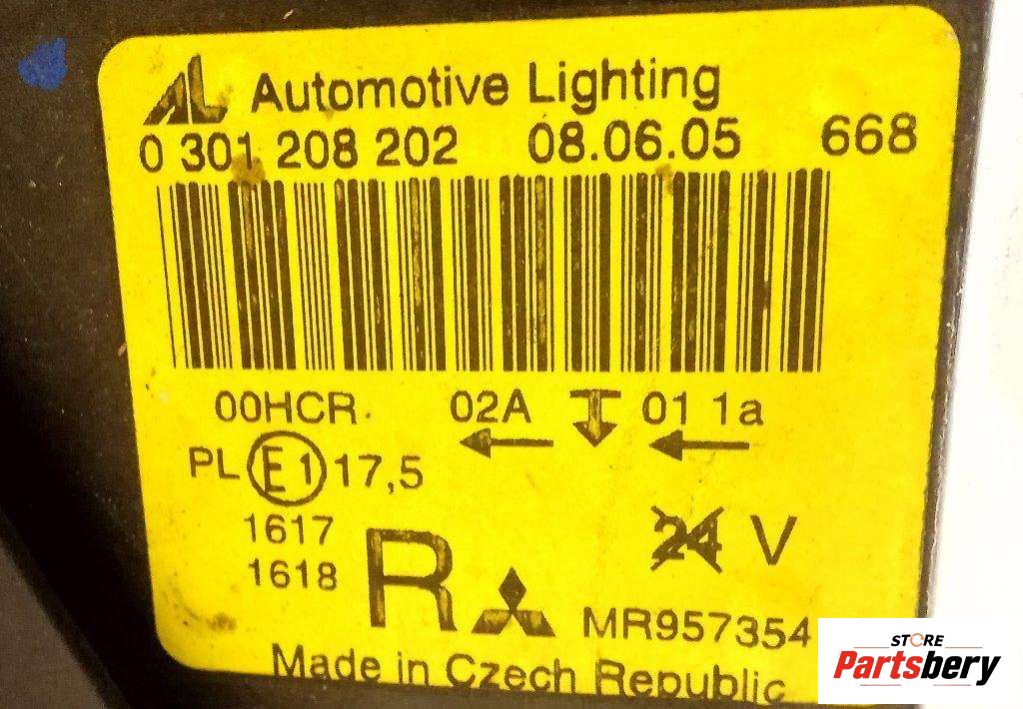 AL Automotive Lighting
0 301 208 202 08.06.05 668
00HCR. 02A 01 1a
PL E1 17,5
1617
1618
R 24 V
MR957354
Made in Czech Republic
STORE
Partsbery